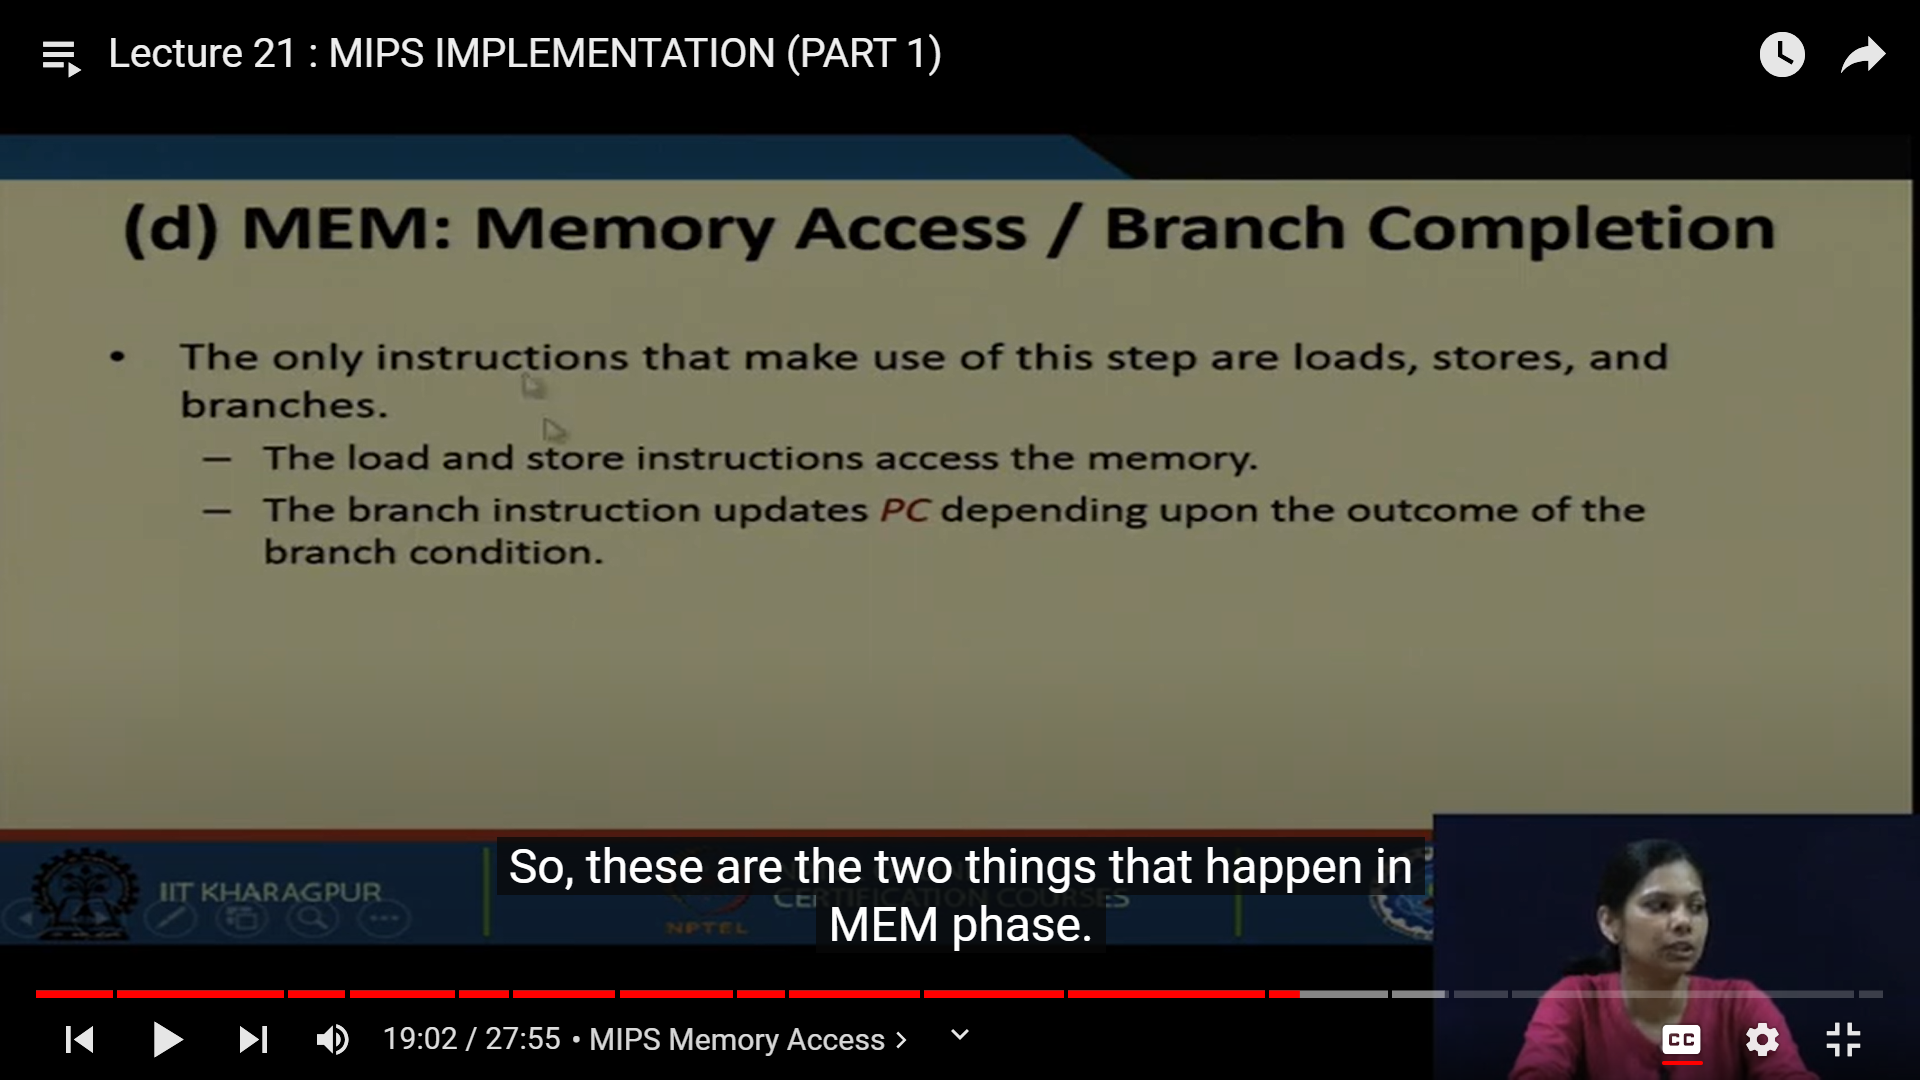 Lecture 21 : MIPS IMPLEMENTATION (PART 1)
(d) MEM: Memory Access / Branch Completion
• The only instructions that make use of this step are loads, stores, and
branches.
– The load and store instructions access the memory.
– The branch instruction updates PC depending upon the outcome of the
branch condition.
So, these are the two things that happen in
MEM phase.
IIT KHARAGPUR
CERTIFICATION COURSES
NPTEL
19:02 / 27:55 • MIPS Memory Access >
CC